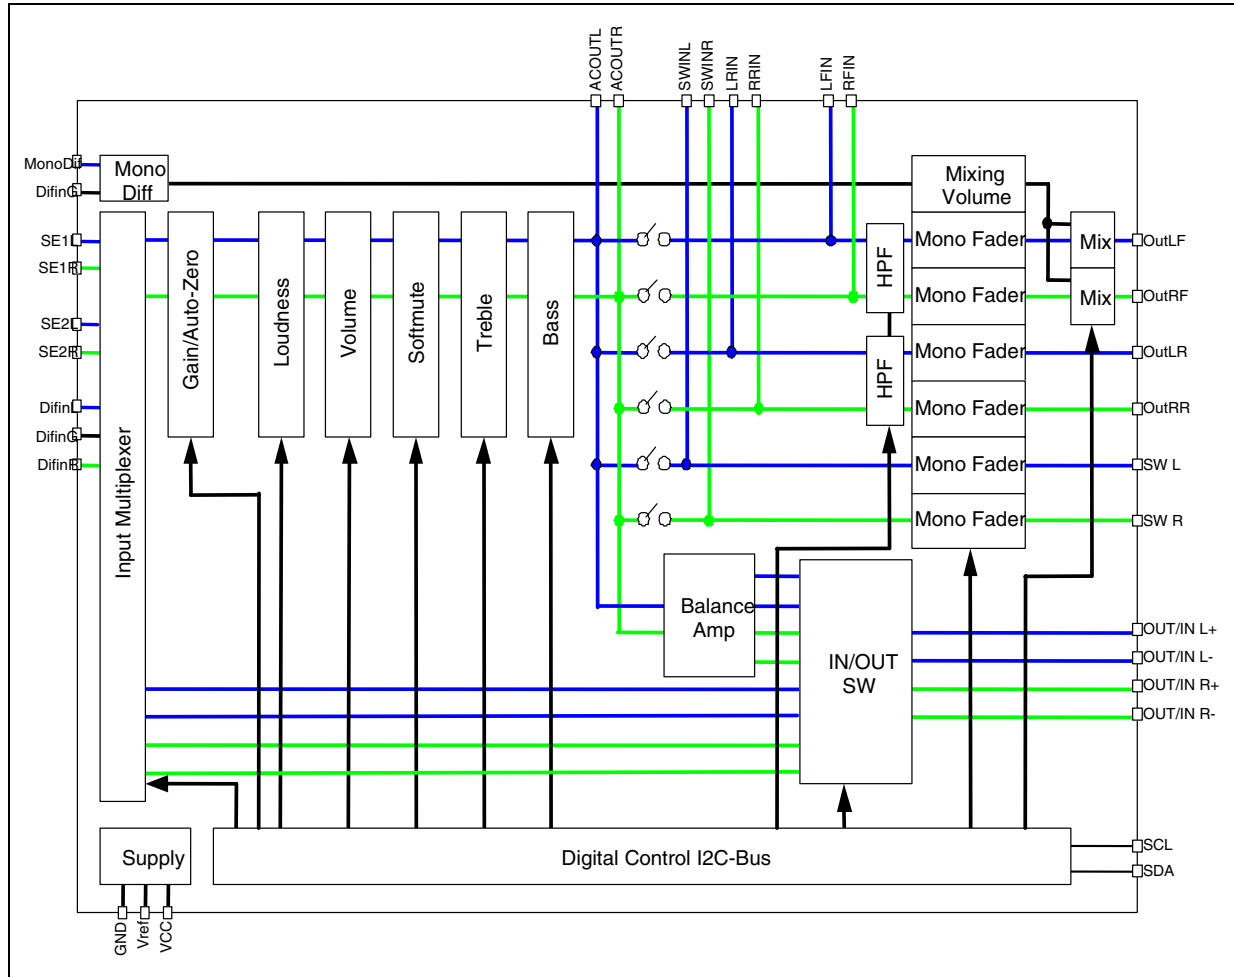 ACOUTL
ACOUTR
SWINL
SWINR
LRIN
RRIN
LFIN
RFIN
MonoDif
DifinG
Mono
Diff
Mixing
Volume
SE1L
SE1R
SE2L
SE2R
DifinL
DifinG
DifinR
Input Multiplexer
Gain/Auto-Zero
Loudness
Volume
Softmute
Treble
Bass
HPF
HPF
Mono Fader
Mono Fader
Mono Fader
Mono Fader
Mono Fader
Mono Fader
Mix
Mix
OutLF
OutRF
OutLR
OutRR
SW L
SW R
Balance
Amp
IN/OUT
SW
OUT/IN L+
OUT/IN L-
OUT/IN R+
OUT/IN R-
Supply
Digital Control I2C-Bus
SCL
SDA
GND
Vref
VCC